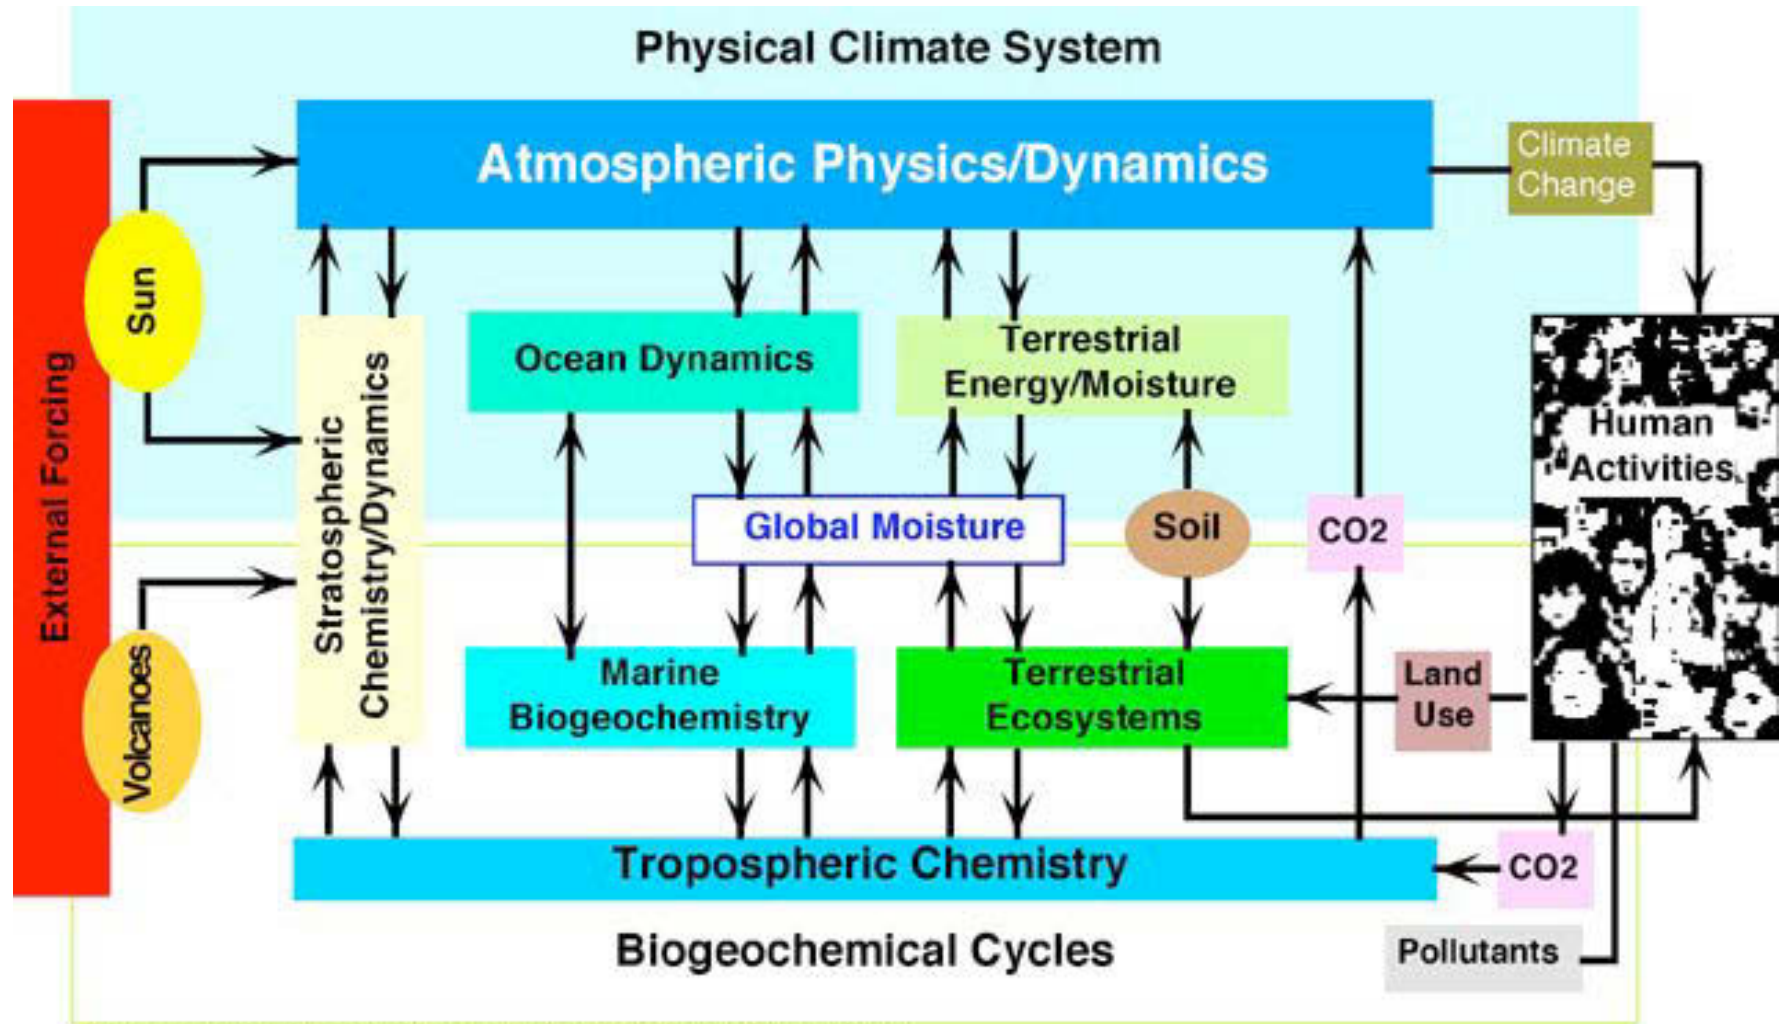 Physical Climate System
Atmospheric Physics/Dynamics
Climate
Change
External Forcing
Sun
Volcanoes
Stratospheric
Chemistry/Dynamics
Ocean Dynamics
Terrestrial
Energy/Moisture
Human
Activities
Global Moisture
Soil
CO2
Marine
Biogeochemistry
Terrestrial
Ecosystems
Land
Use
Tropospheric Chemistry
CO2
Biogeochemical Cycles
Pollutants